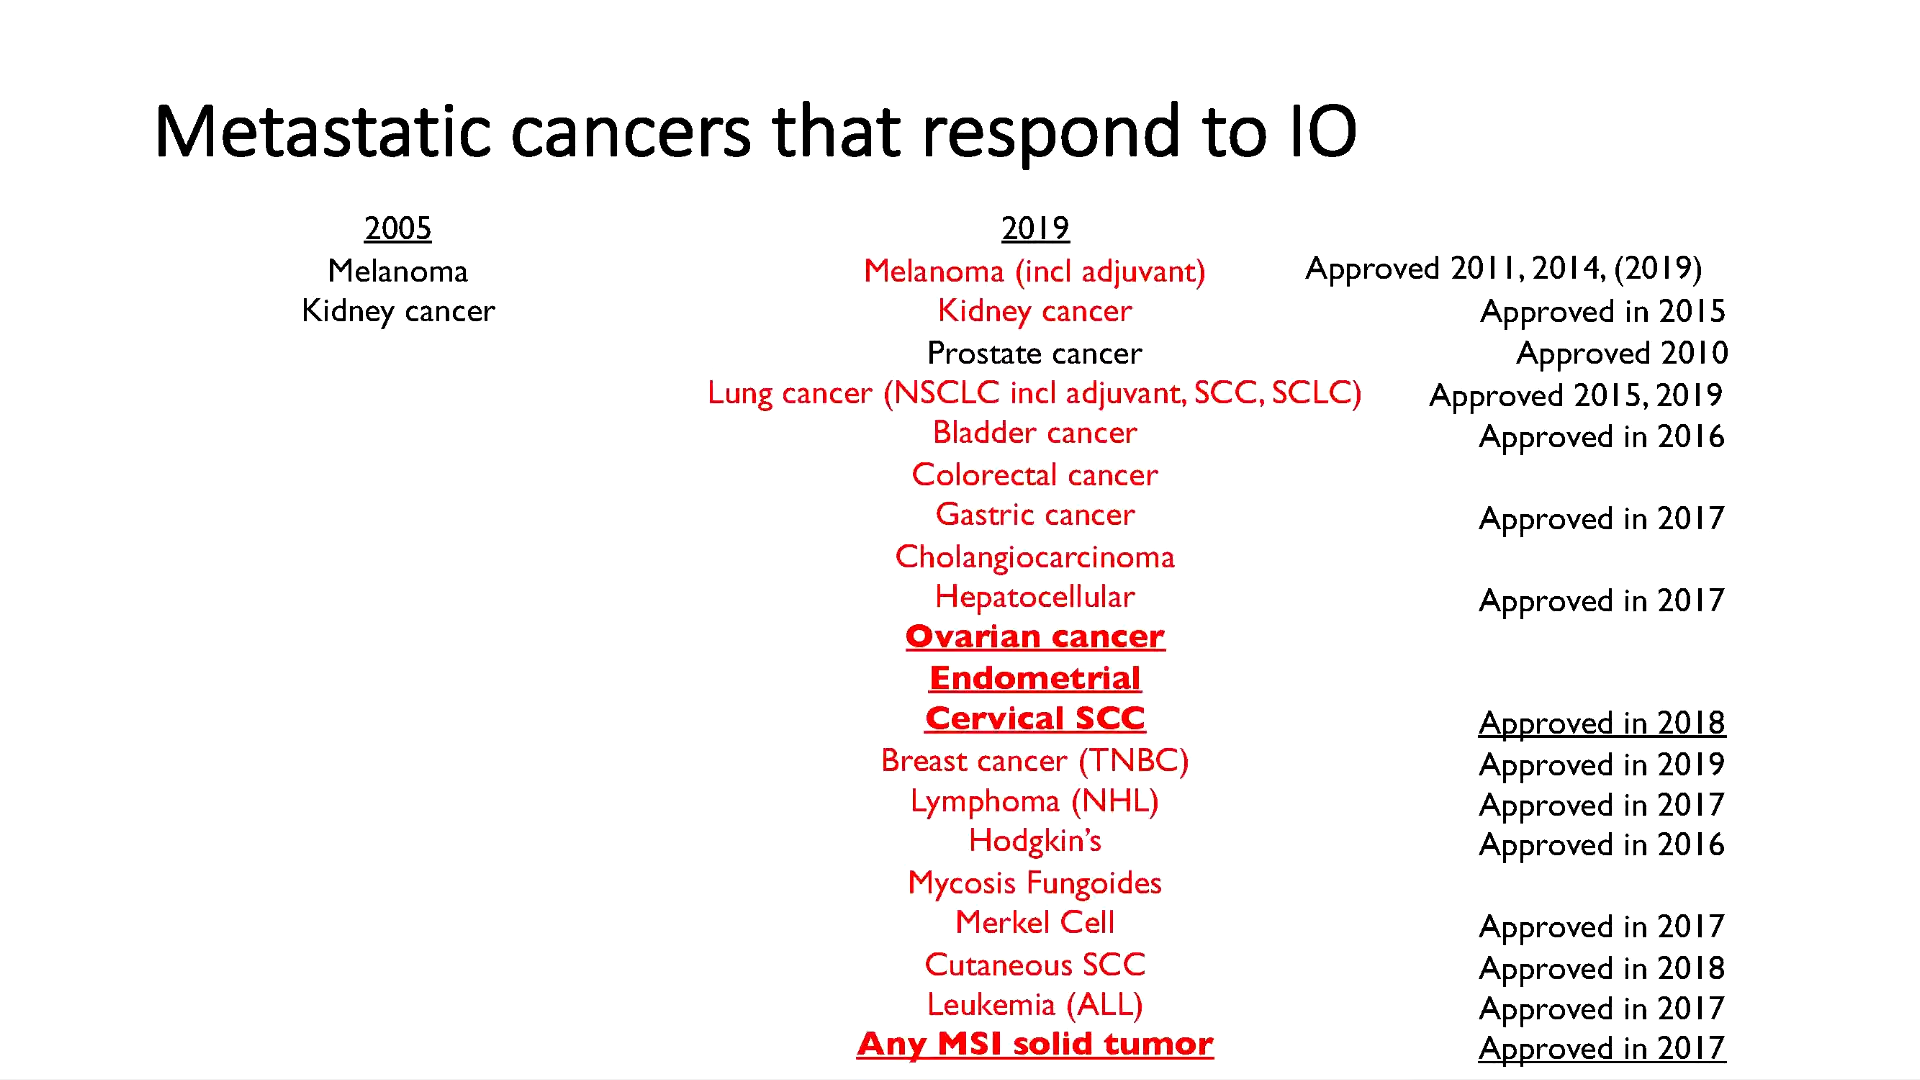 Metastatic cancers that respond to IO
2005
Melanoma
Kidney cancer
2019
Melanoma (incl adjuvant) Approved 2011, 2014, (2019)
Kidney cancer Approved in 2015
Prostate cancer Approved 2010
Lung cancer (NSCLC incl adjuvant, SCC, SCLC) Approved 2015, 2019
Bladder cancer Approved in 2016
Colorectal cancer
Gastric cancer Approved in 2017
Cholangiocarcinoma
Hepatocellular Approved in 2017
Ovarian cancer
Endometrial
Cervical SCC Approved in 2018
Breast cancer (TNBC) Approved in 2019
Lymphoma (NHL) Approved in 2017
Hodgkin’s Approved in 2016
Mycosis Fungoides
Merkel Cell Approved in 2017
Cutaneous SCC Approved in 2018
Leukemia (ALL) Approved in 2017
Any MSI solid tumor Approved in 2017